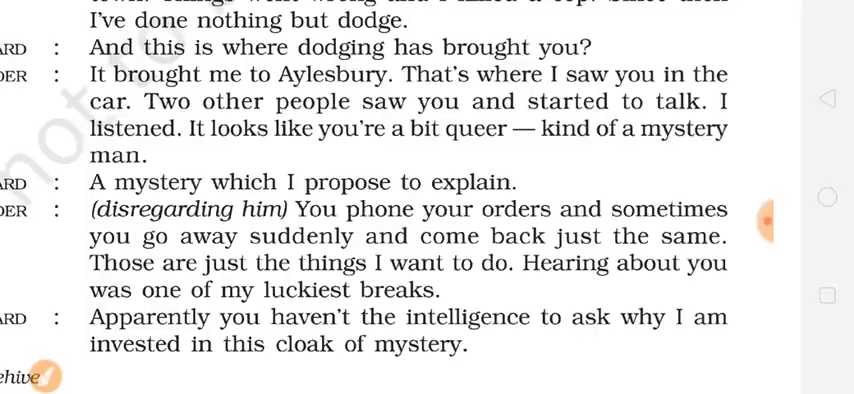 I've done nothing but dodge.
ARD : And this is where dodging has brought you?
DER : It brought me to Aylesbury. That's where I saw you in the
car. Two other people saw you and started to talk. I
listened. It looks like you're a bit queer — kind of a mystery
man.
ARD : A mystery which I propose to explain.
DER : (disregarding him) You phone your orders and sometimes
you go away suddenly and come back just the same.
Those are just the things I want to do. Hearing about you
was one of my luckiest breaks.
ARD : Apparently you haven't the intelligence to ask why I am
invested in this cloak of mystery.
ehive
not to